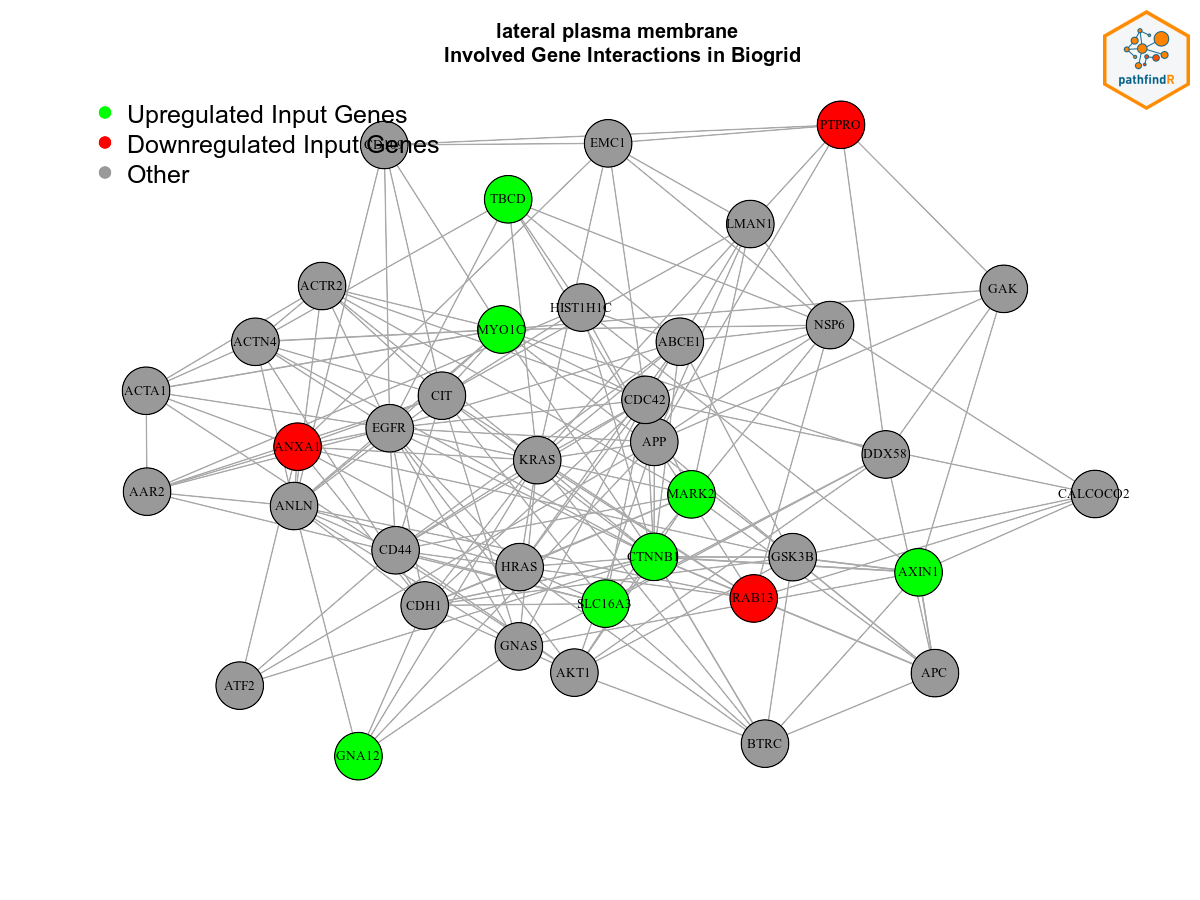 lateral plasma membrane
Involved Gene Interactions in Biogrid
pathfindR
Upregulated Input Genes
Downregulated Input Genes
Other
PTPRO
EMC1
TBCD
LMAN1
ACTR2
GAK
HIST1H1C
NSP6
MYO1C
ACTN4
ABCE1
ACTA1
CIT
CDC42
EGFR
APP
ANXA1
DDX58
KRAS
AAR2
MARK2
CALCOCO2
ANLN
CD44
CTNNB1
GSK3B
HRAS
AXIN1
RAB13
CDH1
SLC16A3
GNAS
AKT1
APC
ATF2
BTRC
GNA12